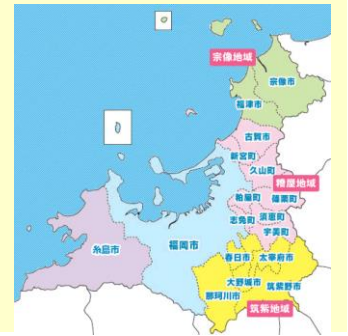 宗像地域
宗像市
福津市
古賀市
新宮町
久山町
糟屋地域
粕屋町
篠栗町
志免町
須恵町
宇美町
糸島市
福岡市
春日市
太宰府市
大野城市
筑紫野市
那珂川市
筑紫地域